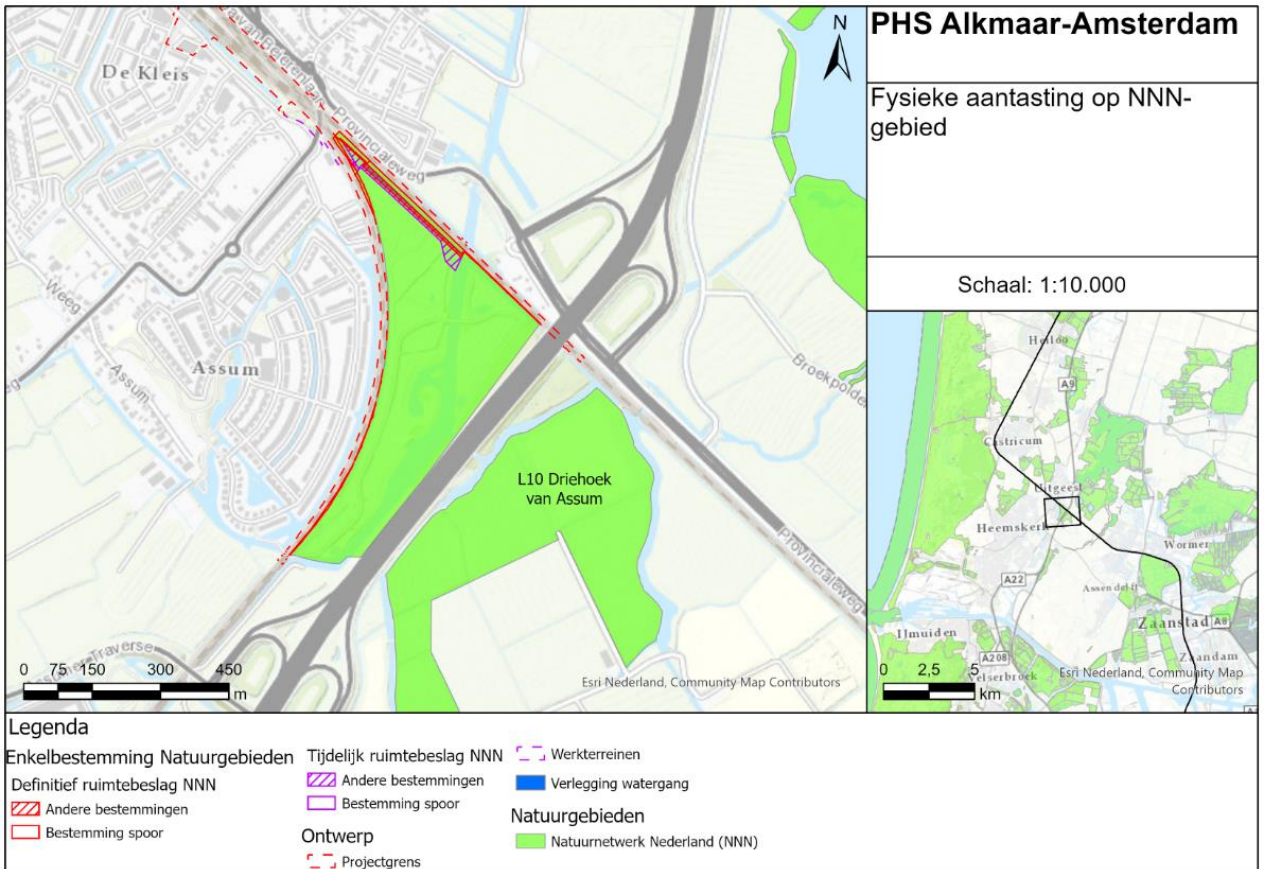 PHS Alkmaar-Amsterdam
Fysieke aantasting op NNN-
gebied
Schaal: 1:10.000
N
De Kleis
Provincialeweg
Weeg
Assum
Assum
Broekpolder
L10 Driehoek
van Assum
Provincialeweg
Traverse
0 75 150 300 450
m
Esri Nederland, Community Map Contributors
Heiloo
A9
Castricum
Uitgeest
Heemskerk
Wormer
A22
Assendelft
Zaanstad
A8
IJmuiden
A208
Zaandam
Velserbroek
0 2,5 5
km
Esri Nederland, Community Map
Contributors
Legenda
Enkelbestemming Natuurgebieden
Definitief ruimtebeslag NNN
Andere bestemmingen
Bestemming spoor
Tijdelijk ruimtebeslag NNN
Andere bestemmingen
Bestemming spoor
Ontwerp
Projectgrens
Werkterreinen
Verlegging watergang
Natuurgebieden
Natuurnetwerk Nederland (NNN)